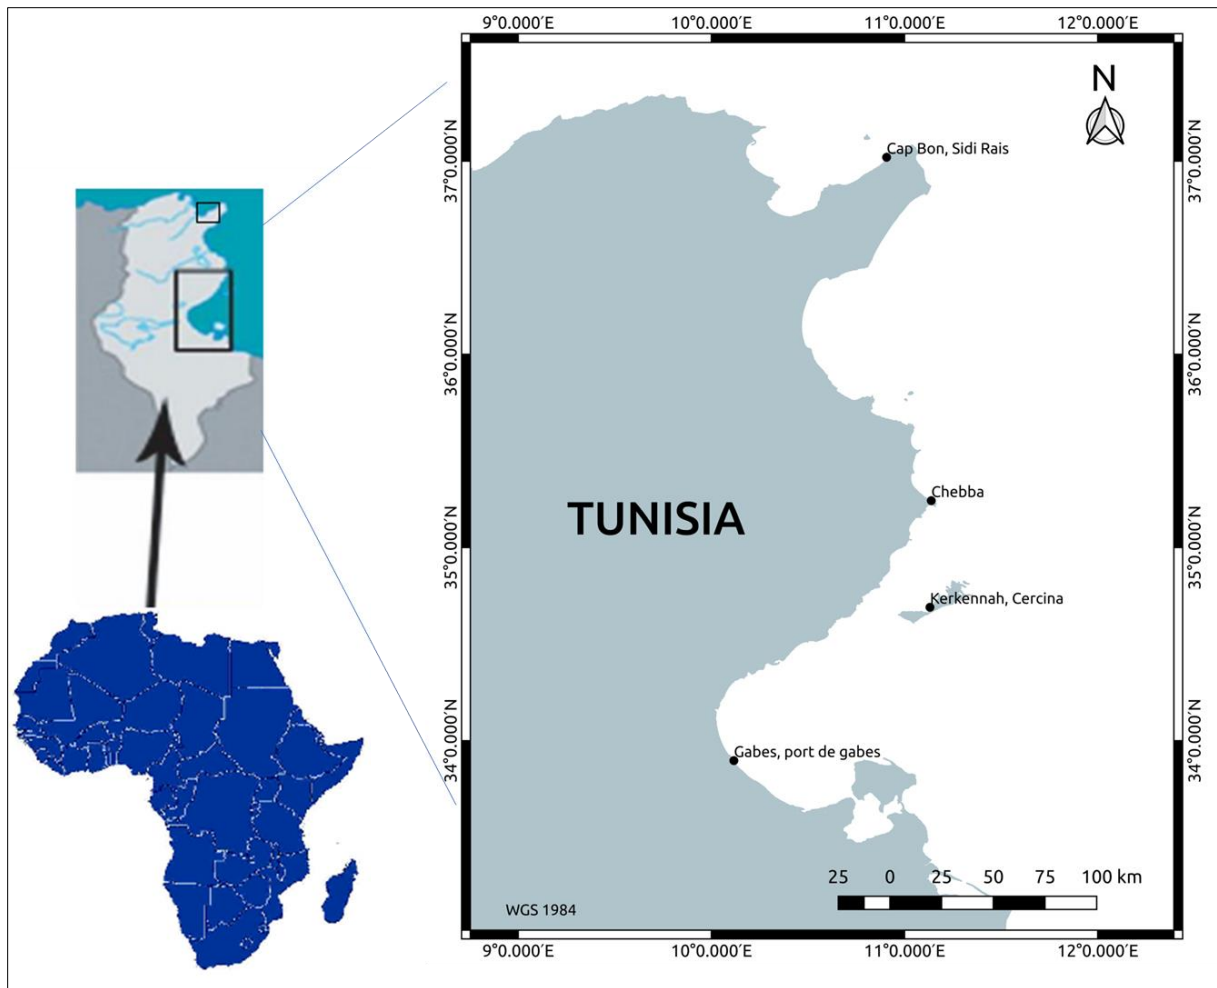 9°0.000′E 10°0.000′E 11°0.000′E 12°0.000′E
N
37°0.000′N
37°0.000′N
Cap Bon, Sidi Rais
36°0.000′N
36°0.000′N
Chebba
TUNISIA
35°0.000′N
35°0.000′N
Kerkennah, Cercina
34°0.000′N
34°0.000′N
Gabes, port de gabes
25 0 25 50 75 100 km
WGS 1984
9°0.000′E 10°0.000′E 11°0.000′E 12°0.000′E